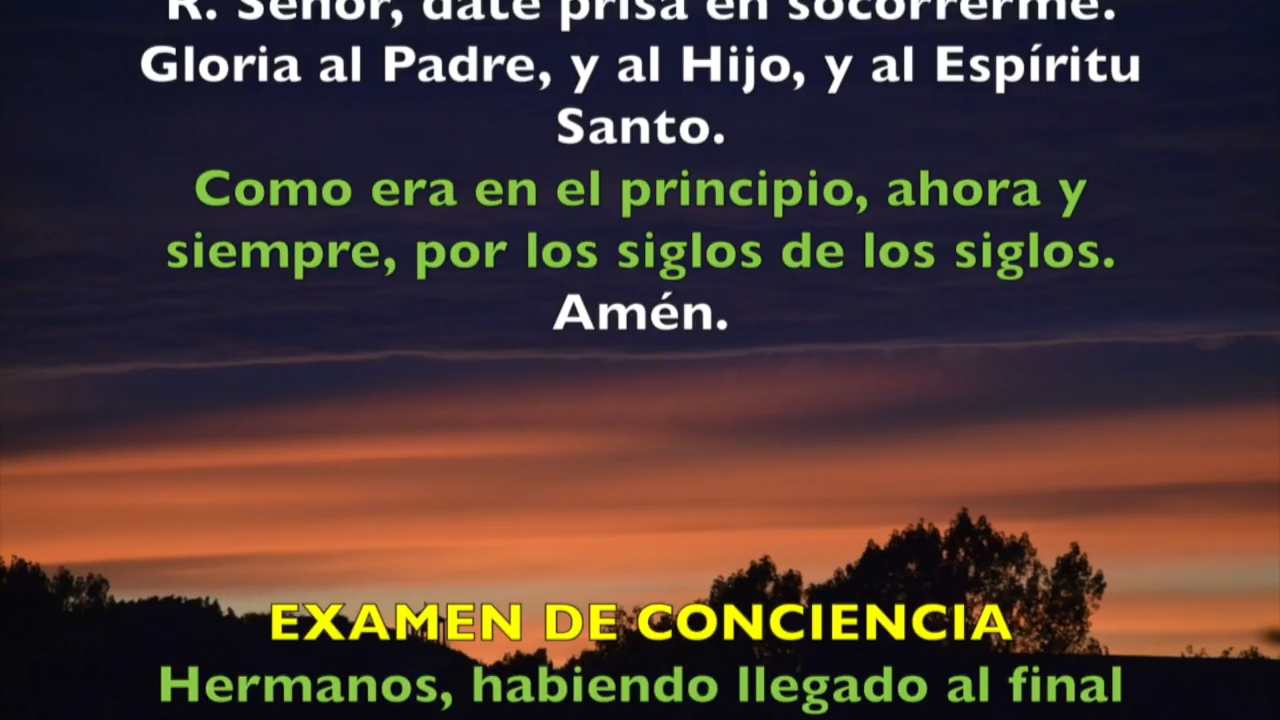 R. Señor, date prisa en socorrerme.
Gloria al Padre, y al Hijo, y al Espíritu
Santo.
Como era en el principio, ahora y
siempre, por los siglos de los siglos.
Amén.
EXAMEN DE CONCIENCIA
Hermanos, habiendo llegado al final